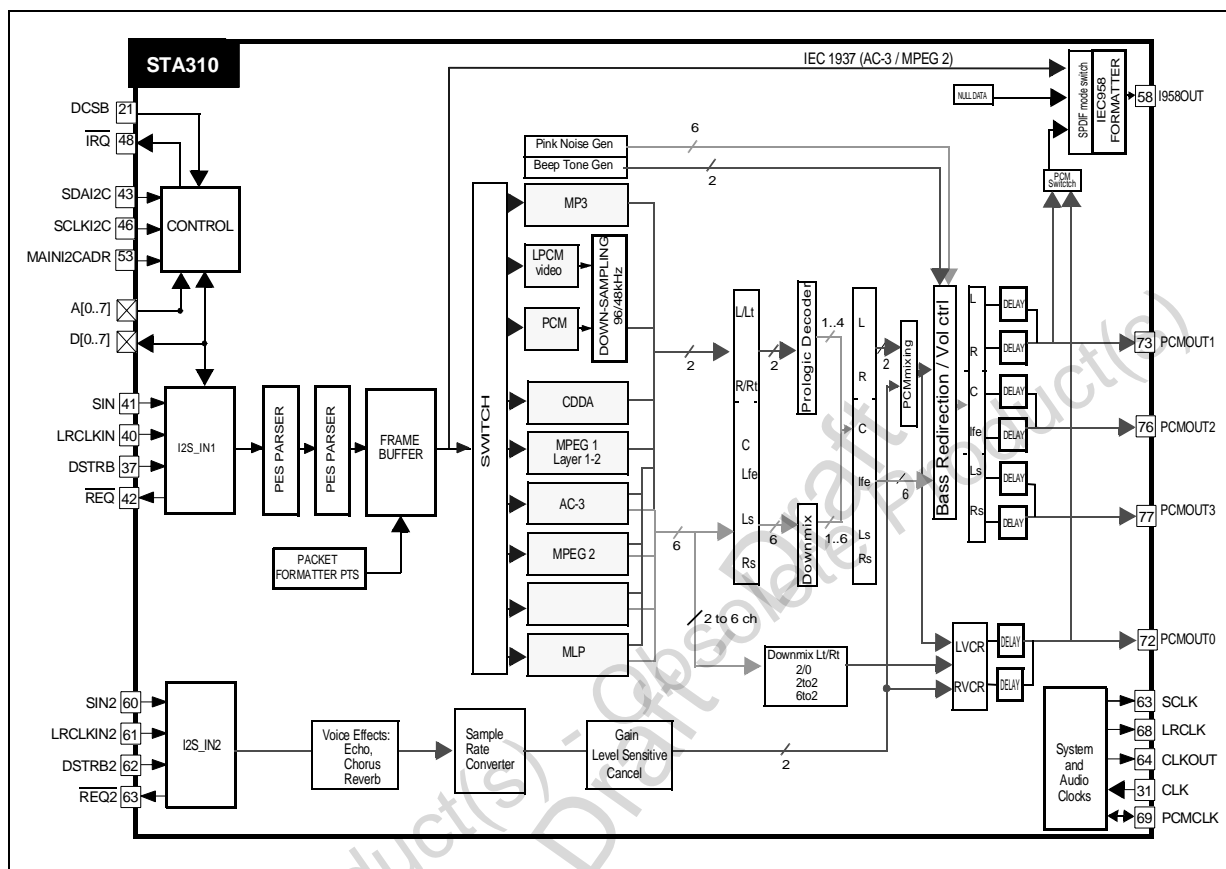 STA310
IEC 1937 (AC-3 / MPEG 2)
DCSB 21
IRQ 48
SDAI2C 43
SCLKI2C 46
MAINI2CADR 53
A[0..7]
D[0..7]
CONTROL
SIN 41
LRCLKIN 40
DSTRB 37
REQ 42
I2S_IN1
PES PARSER
PES PARSER
FRAME
BUFFER
PACKET
FORMATTER PTS
SWITCH
Pink Noise Gen
6
Beep Tone Gen
2
MP3
LPCM
video
PCM
DOWN-SAMPLING
96/48kHz
CDDA
MPEG 1
Layer 1-2
AC-3
MPEG 2
MLP
2
6
2 to 6 ch
L/Lt
R/Rt
C
Lfe
Ls
Rs
2
6
Prologic Decoder
Downmix
1..4
1..6
L
R
C
lfe
Ls
Rs
2
6
PCMmixing
Bass Redirection / Vol ctrl
L
R
C
lfe
Ls
Rs
DELAY
DELAY
DELAY
DELAY
DELAY
DELAY
NULL DATA
SPDIF mode switch
IEC958
FORMATTER
58 I958OUT
PCM
Switctch
73 PCMOUT1
76 PCMOUT2
77 PCMOUT3
Downmix Lt/Rt
2/0
2to2
6to2
LVCR
RVCR
DELAY
DELAY
72 PCMOUT0
SIN2 60
LRCLKIN2 61
DSTRB2 62
REQ2 63
I2S_IN2
Voice Effects:
Echo,
Chorus
Reverb
Sample
Rate
Converter
Gain
Level Sensitive
Cancel
2
System
and
Audio
Clocks
63 SCLK
68 LRCLK
64 CLKOUT
31 CLK
69 PCMCLK
Product(s) - Obsolete Product(s)
Draft Draft